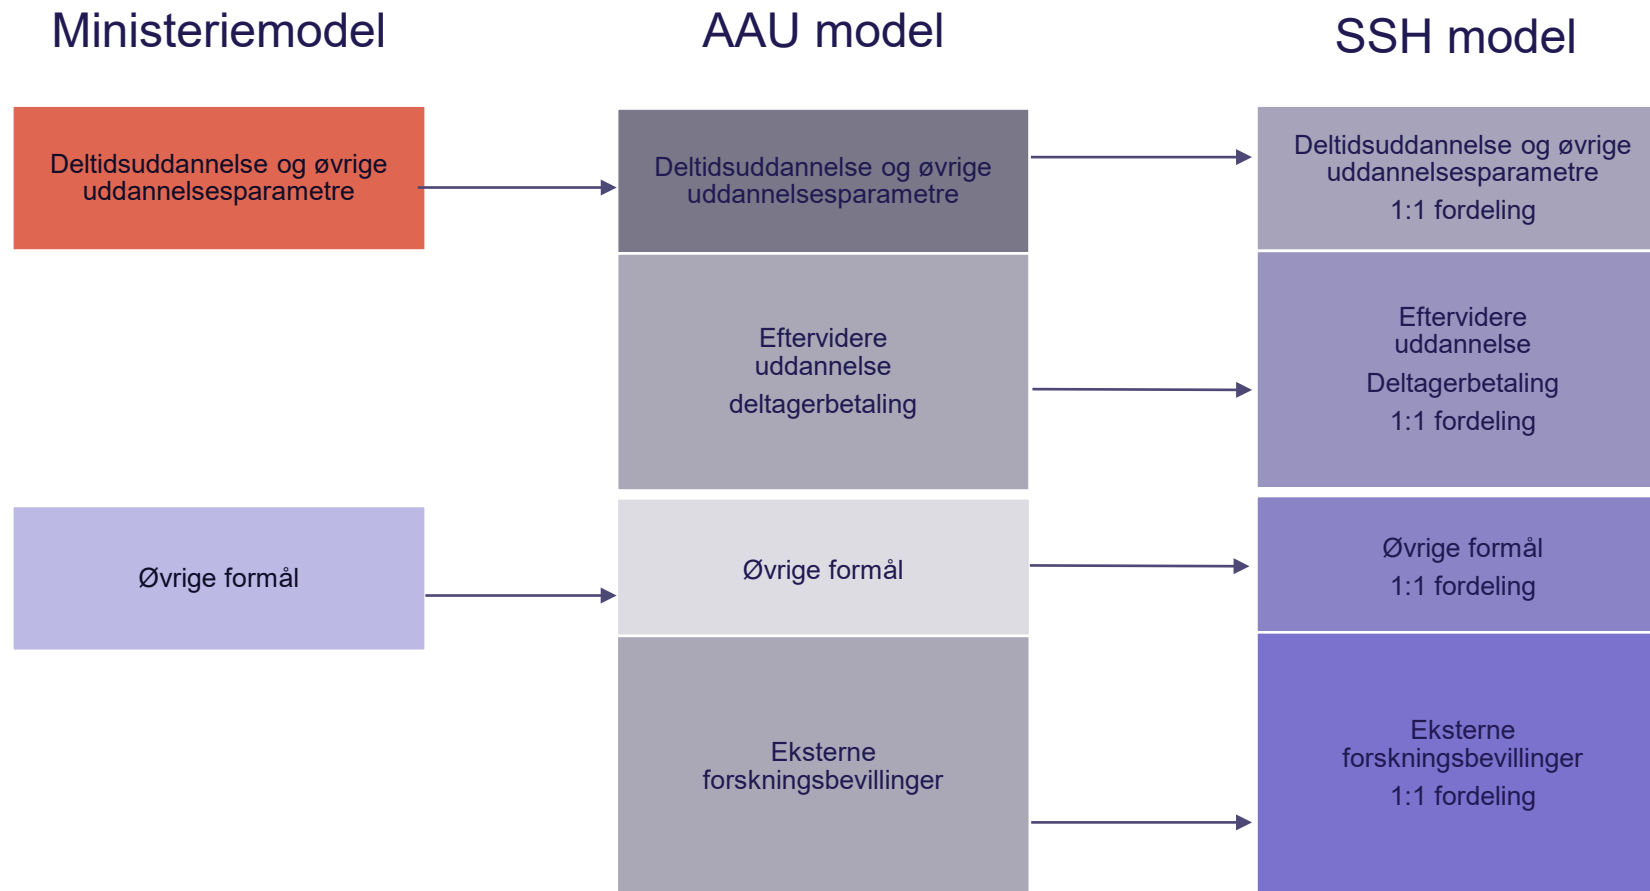 Ministeriemodel
AAU model
SSH model
Deltidsuddannelse og øvrige
uddannelsesparametre
Deltidsuddannelse og øvrige
uddannelsesparametre
Deltidsuddannelse og øvrige
uddannelsesparametre
1:1 fordeling
Eftervidere
uddannelse
deltagerbetaling
Eftervidere
uddannelse
Deltagerbetaling
1:1 fordeling
Øvrige formål
Øvrige formål
Øvrige formål
1:1 fordeling
Eksterne
forskningsbevillinger
Eksterne
forskningsbevillinger
1:1 fordeling